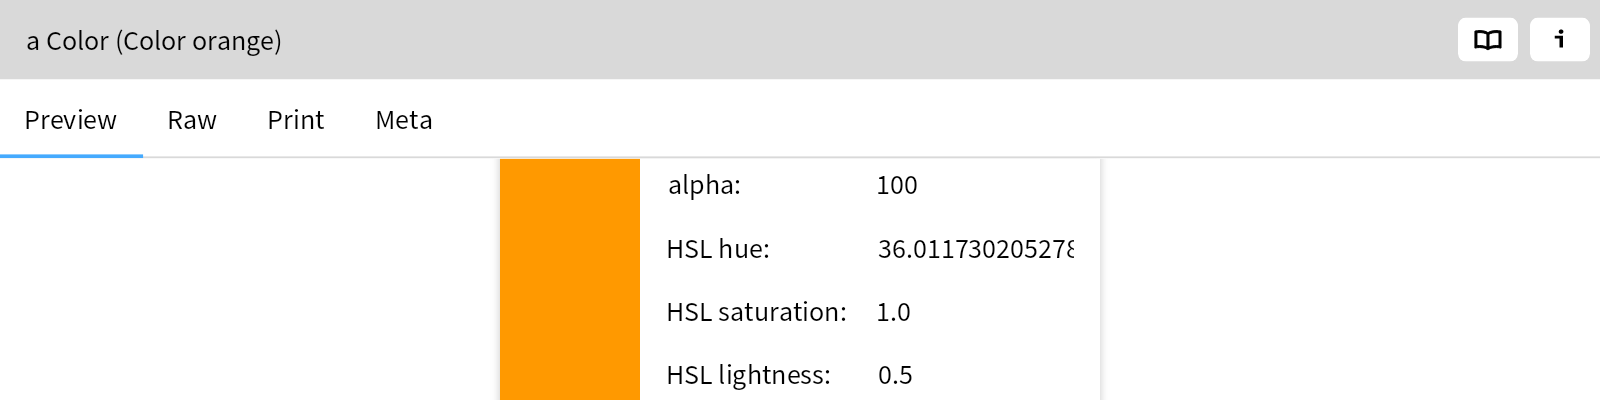 a Color (Color orange)
Preview Raw Print Meta
alpha: 100
HSL hue: 36.01173020527
HSL saturation: 1.0
HSL lightness: 0.5